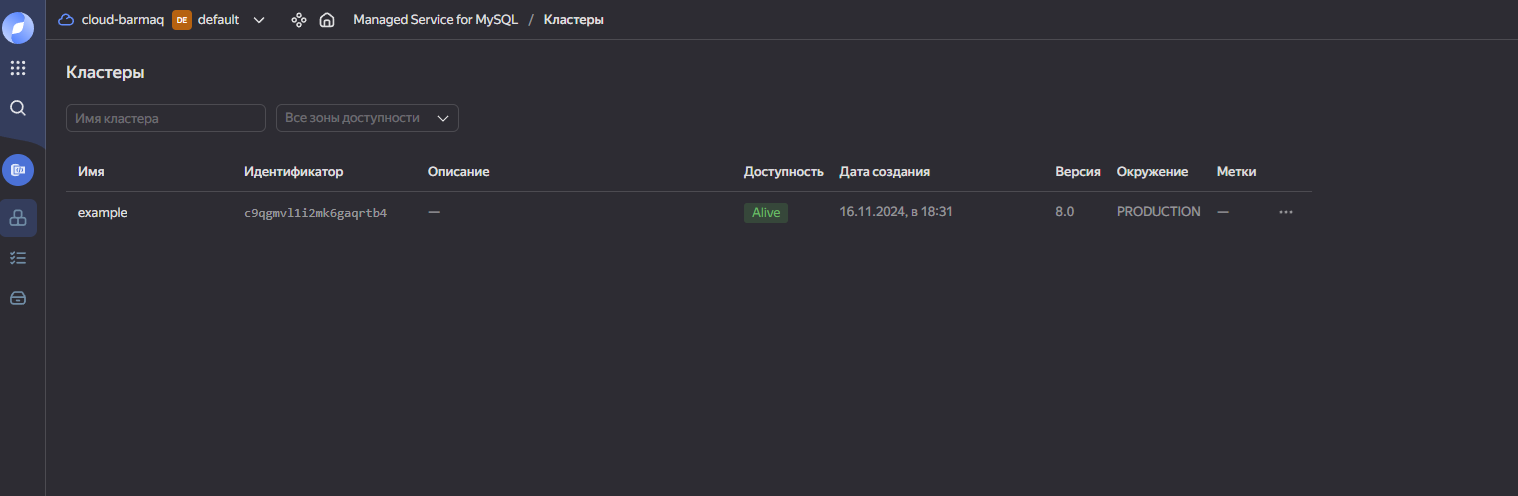 cloud-barmaq DE default Managed Service for MySQL / Кластеры
Кластеры
Имя кластера Все зоны доступности
Имя Идентификатор Описание Доступность Дата создания Версия Окружение Метки
example c9qgmvl1i2mk6gaqrtb4 — Alive 16.11.2024, в 18:31 8.0 PRODUCTION —